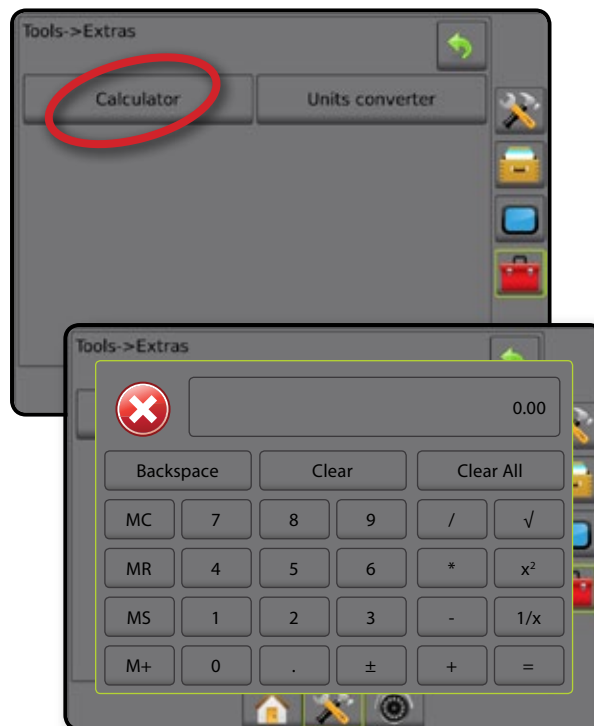 Tools->Extras
Calculator Units converter
Tools->Extras
0.00
Backspace Clear Clear All
MC 7 8 9 / √
MR 4 5 6 * x²
MS 1 2 3 - 1/x
M+ 0 . ± + =